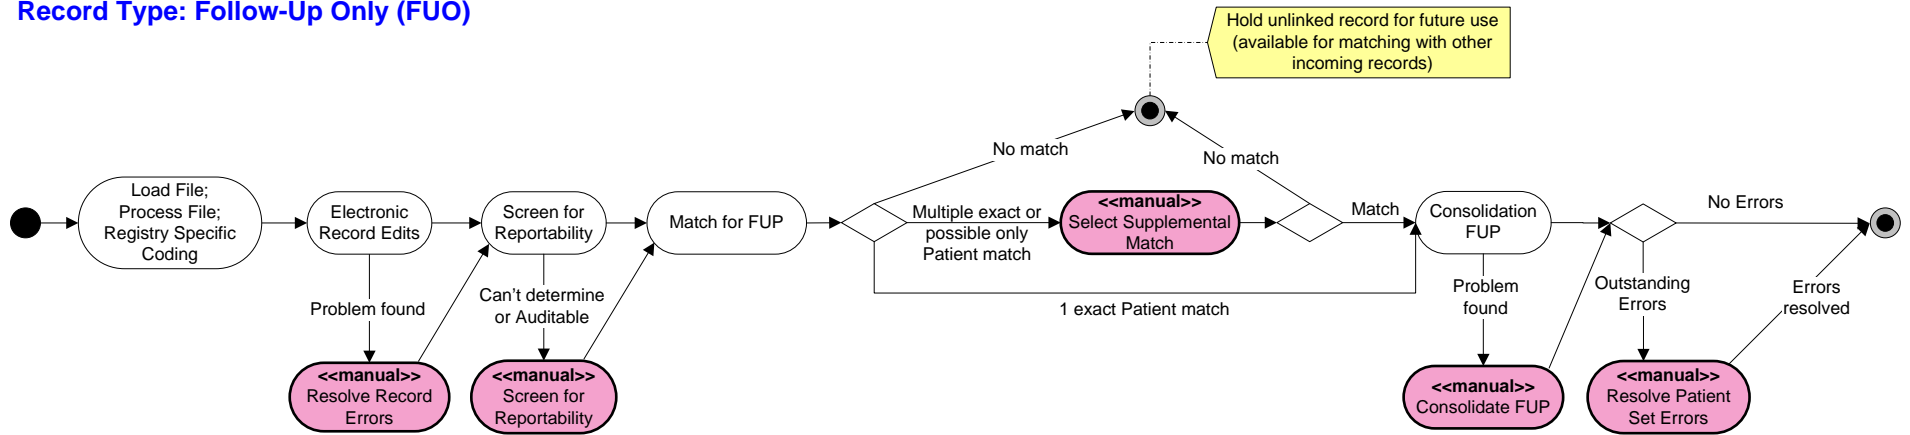 Record Type: Follow-Up Only (FUO)
Hold unlinked record for future use
(available for matching with other
incoming records)
No match
No match
Load File;
Process File;
Registry Specific
Coding
Electronic
Record Edits
Screen for
Reportability
Match for FUP
Multiple exact or
possible only
Patient match
<<manual>>
Select Supplemental
Match
Match
Consolidation
FUP
No Errors
Problem found
Can't determine
or Auditable
1 exact Patient match
Problem
found
Outstanding
Errors
Errors
resolved
<<manual>>
Resolve Record
Errors
<<manual>>
Screen for
Reportability
<<manual>>
Consolidate FUP
<<manual>>
Resolve Patient
Set Errors